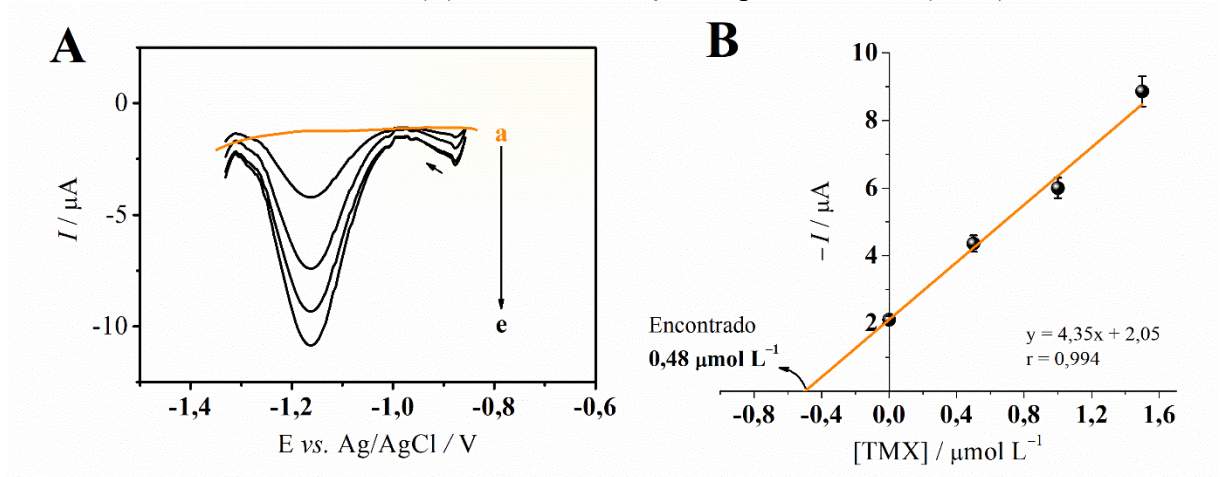 A
0
-5
-10
I / μA
a
e
-1,4
-1,2
-1,0
-0,8
-0,6
E vs. Ag/AgCl / V
B
10
8
6
4
2
– I / μA
Encontrado
0,48 μmol L⁻¹
y = 4,35x + 2,05
r = 0,994
-0,8
-0,4
0,0
0,4
0,8
1,2
1,6
[TMX] / μmol L⁻¹